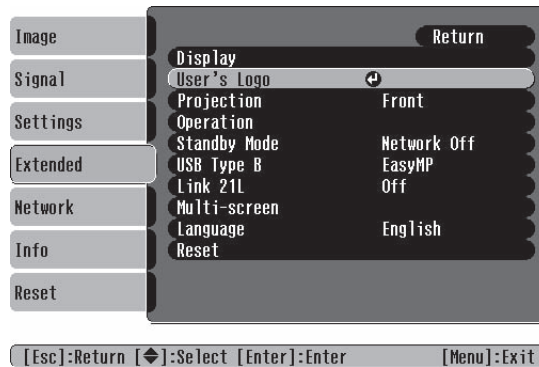 Image
Signal
Settings
Extended
Network
Info
Reset
Return
Display
User's Logo
Projection Front
Operation
Standby Mode Network Off
USB Type B EasyMP
Link 21L Off
Multi-screen
Language English
Reset
[Esc]:Return [◆]:Select [Enter]:Enter [Menu]:Exit